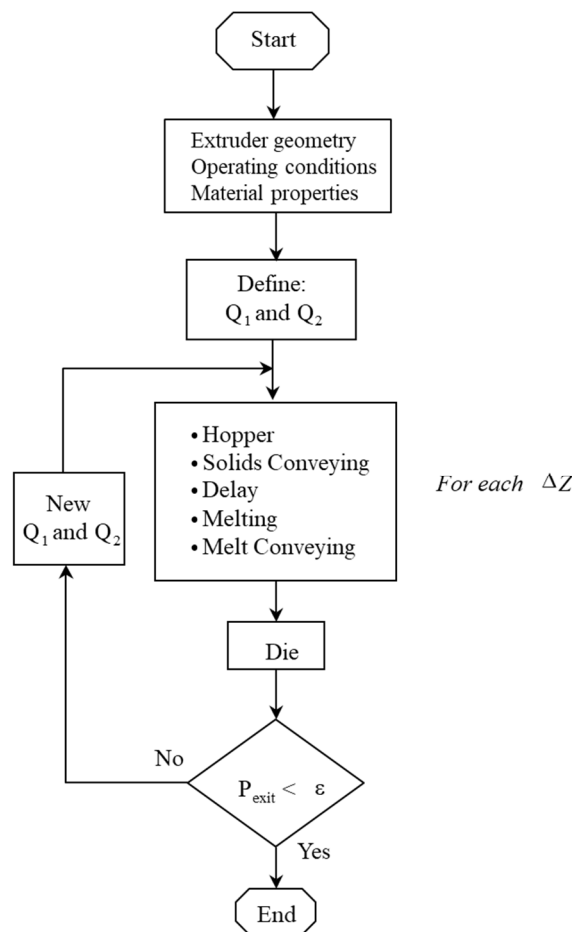 Start
Extruder geometry
Operating conditions
Material properties
Define:
Q₁ and Q₂
• Hopper
• Solids Conveying
• Delay
• Melting
• Melt Conveying
For each ΔZ
New
Q₁ and Q₂
Die
No
P_exit < ε
Yes
End